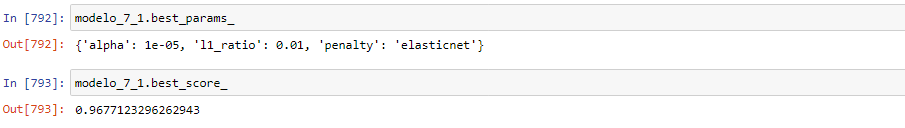 In [792]: modelo_7_1.best_params_
Out[792]: {'alpha': 1e-05, 'l1_ratio': 0.01, 'penalty': 'elasticnet'}
In [793]: modelo_7_1.best_score_
Out[793]: 0.9677123296262943